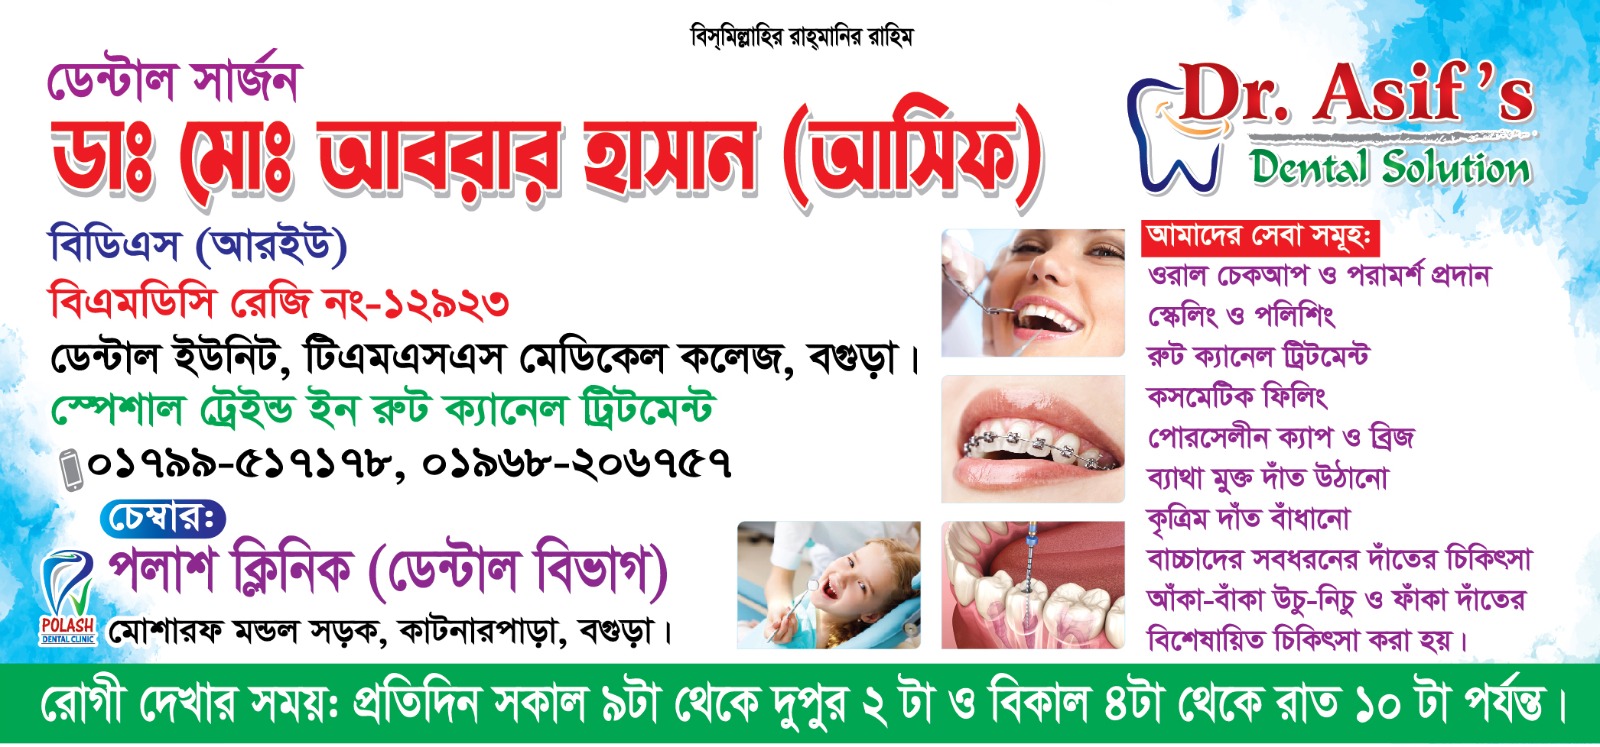 বিস্‌মিল্লাহির রাহ্‌মানির রাহিম
ডেন্টাল সার্জন
ডাঃ মোঃ আবরার হাসান (আসিফ)
বিডিএস (আরইউ)
বিএমডিসি রেজি নং-১২৯২৩
ডেন্টাল ইউনিট, টিএমএসএস মেডিকেল কলেজ, বগুড়া।
স্পেশাল ট্রেইন্ড ইন রুট ক্যানেল ট্রিটমেন্ট
০১৭৯৯-৫১৭১৭৮, ০১৯৬৮-২০৬৭৫৭
চেম্বার:
পলাশ ক্লিনিক (ডেন্টাল বিভাগ)
মোশারফ মন্ডল সড়ক, কাটনারপাড়া, বগুড়া।
POLASH
DENTAL CLINIC
Dr. Asif's
Dental Solution
আমাদের সেবা সমূহ:
ওরাল চেকআপ ও পরামর্শ প্রদান
স্কেলিং ও পলিশিং
রুট ক্যানেল ট্রিটমেন্ট
কসমেটিক ফিলিং
পোরসেলীন ক্যাপ ও ব্রিজ
ব্যাথা মুক্ত দাঁত উঠানো
কৃত্রিম দাঁত বাঁধানো
বাচ্চাদের সবধরনের দাঁতের চিকিৎসা
আঁকা-বাঁকা উচু-নিচু ও ফাঁকা দাঁতের
বিশেষায়িত চিকিৎসা করা হয়।
রোগী দেখার সময়: প্রতিদিন সকাল ৯টা থেকে দুপুর ২ টা ও বিকাল ৪টা থেকে রাত ১০ টা পর্যন্ত।